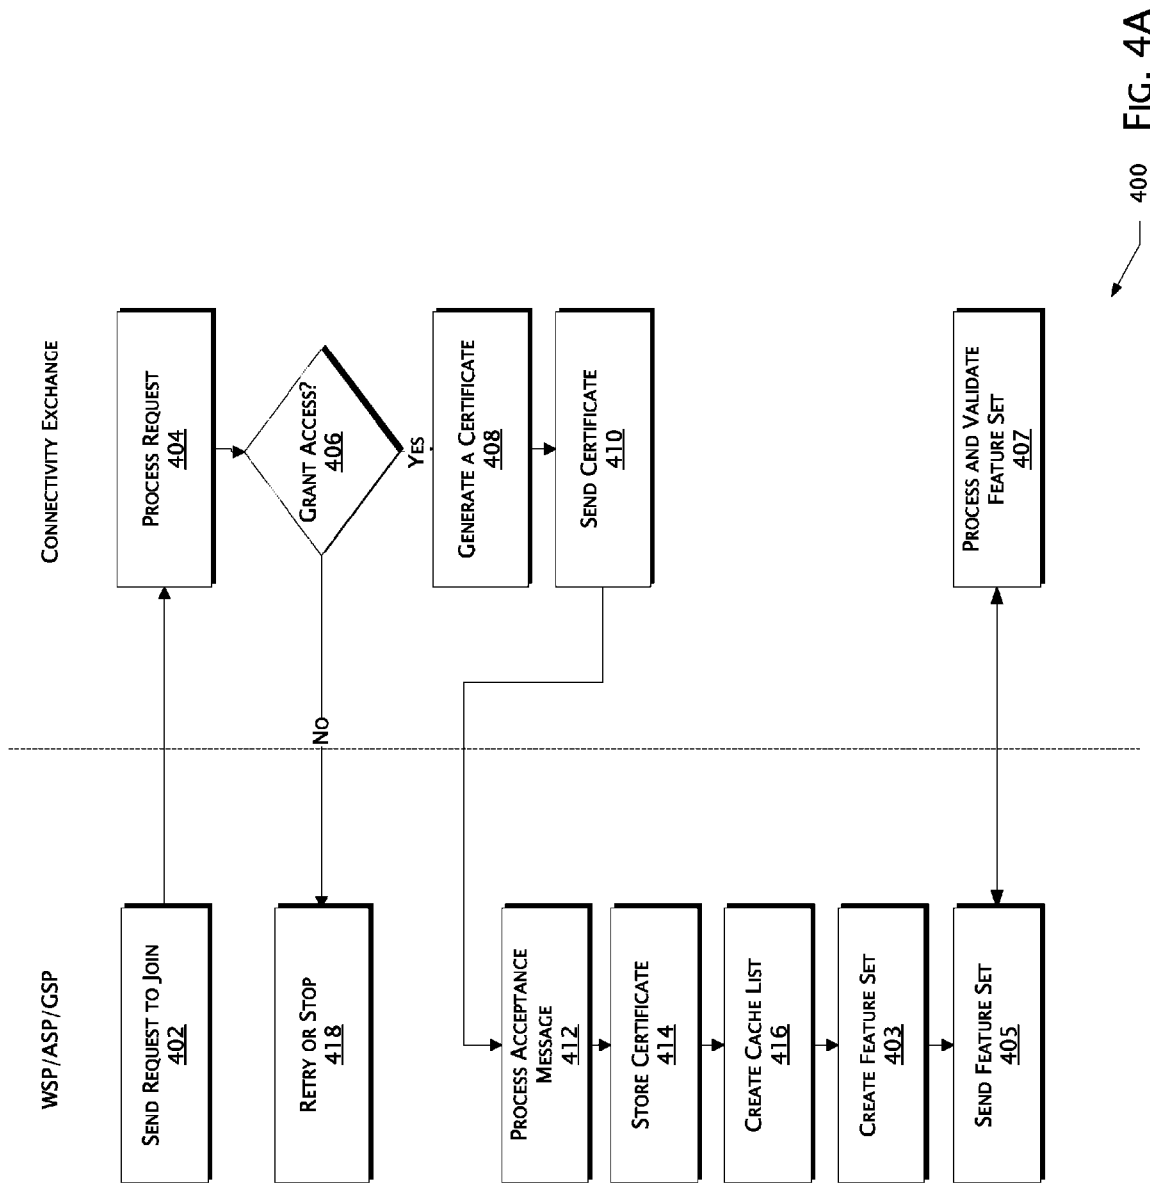 WSP/ASP/GSP
CONNECTIVITY EXCHANGE
SEND REQUEST TO JOIN
402
PROCESS REQUEST
404
GRANT ACCESS?
406
NO
YES
RETRY OR STOP
418
GENERATE A CERTIFICATE
408
SEND CERTIFICATE
410
PROCESS ACCEPTANCE
MESSAGE
412
STORE CERTIFICATE
414
CREATE CACHE LIST
416
CREATE FEATURE SET
403
SEND FEATURE SET
405
PROCESS AND VALIDATE
FEATURE SET
407
400
FIG. 4A